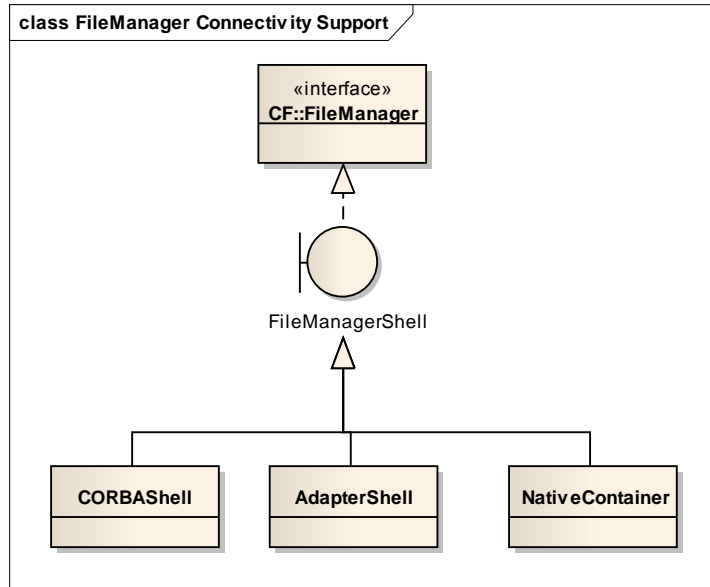 class FileManager Connectivity Support
«interface»
CF::FileManager
FileManagerShell
CORBAShell
AdapterShell
NativeContainer